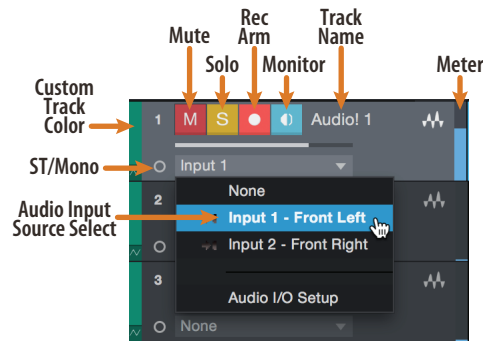 Mute
Solo
Rec
Arm
Monitor
Track
Name
Meter
Custom
Track
Color
1 M S Audio! 1
ST/Mono
Input 1
Audio Input
Source Select
2
None
Input 1 - Front Left
Input 2 - Front Right
3
Audio I/O Setup
None